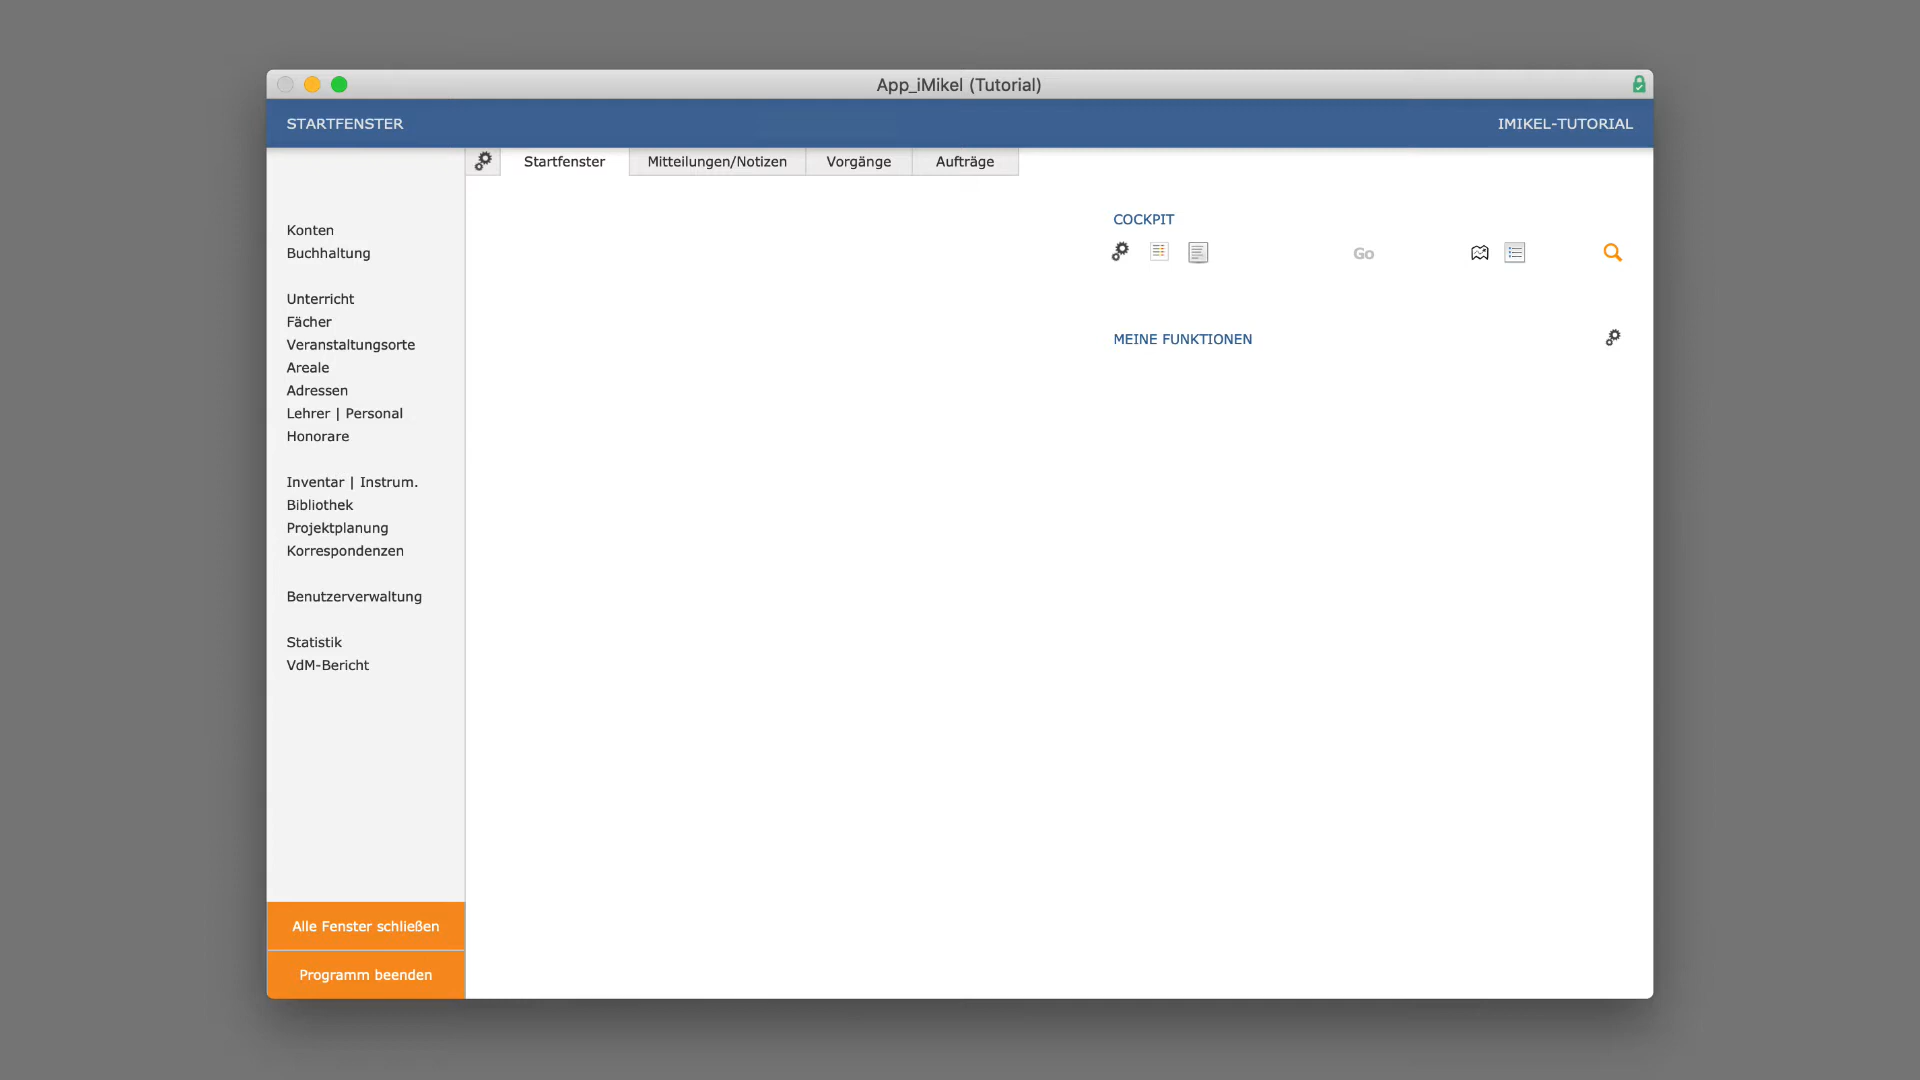 App_iMikel (Tutorial)
STARTFENSTER
IMIKEL-TUTORIAL
Startfenster
Mitteilungen/Notizen
Vorgänge
Aufträge
Konten
Buchhaltung
Unterricht
Fächer
Veranstaltungsorte
Areale
Adressen
Lehrer | Personal
Honorare
Inventar | Instrum.
Bibliothek
Projektplanung
Korrespondenzen
Benutzerverwaltung
Statistik
VdM-Bericht
Alle Fenster schließen
Programm beenden
COCKPIT
Go
MEINE FUNKTIONEN